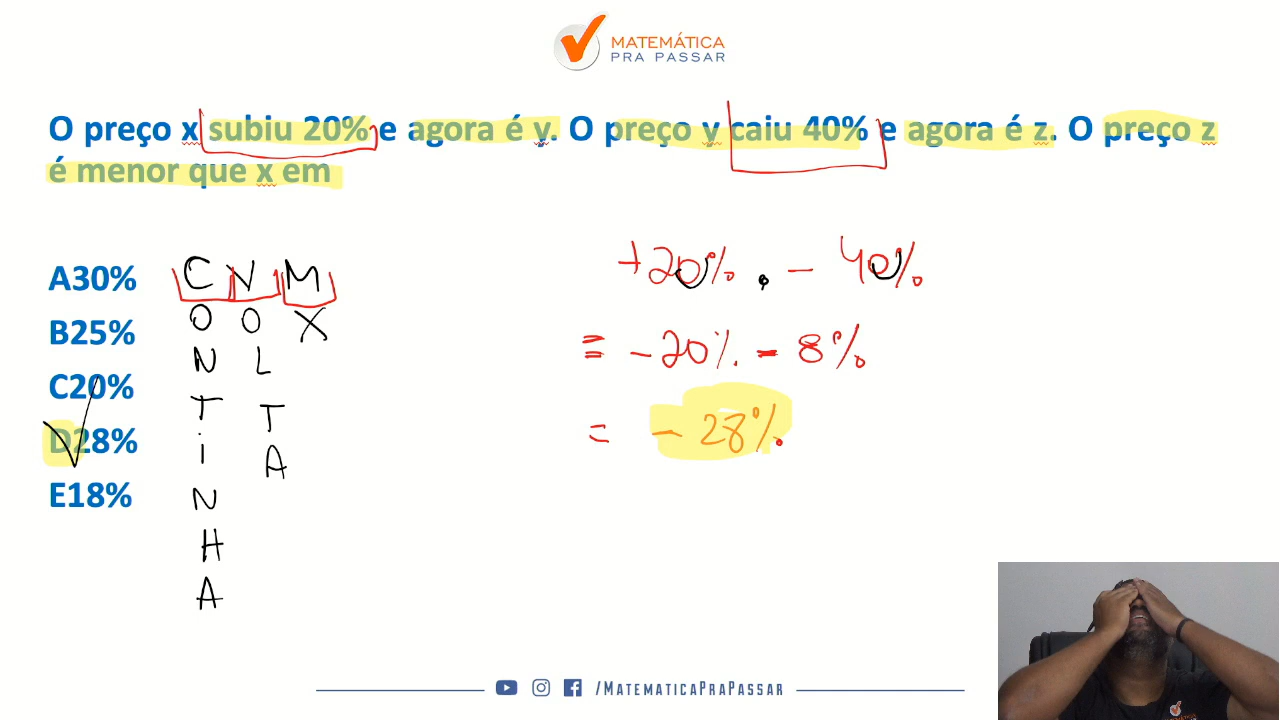 MATEMÁTICA
PRA PASSAR
O preço x subiu 20% e agora é y. O preço y caiu 40% e agora é z. O preço z
é menor que x em
A30%
B25%
C20%
D28%
E18%
C V M
O O X
N L
T T
I A
N
H
A
+20% . - 40%
= -20% - 8%
= - 28%
/MATEMATICAPRAPASSAR